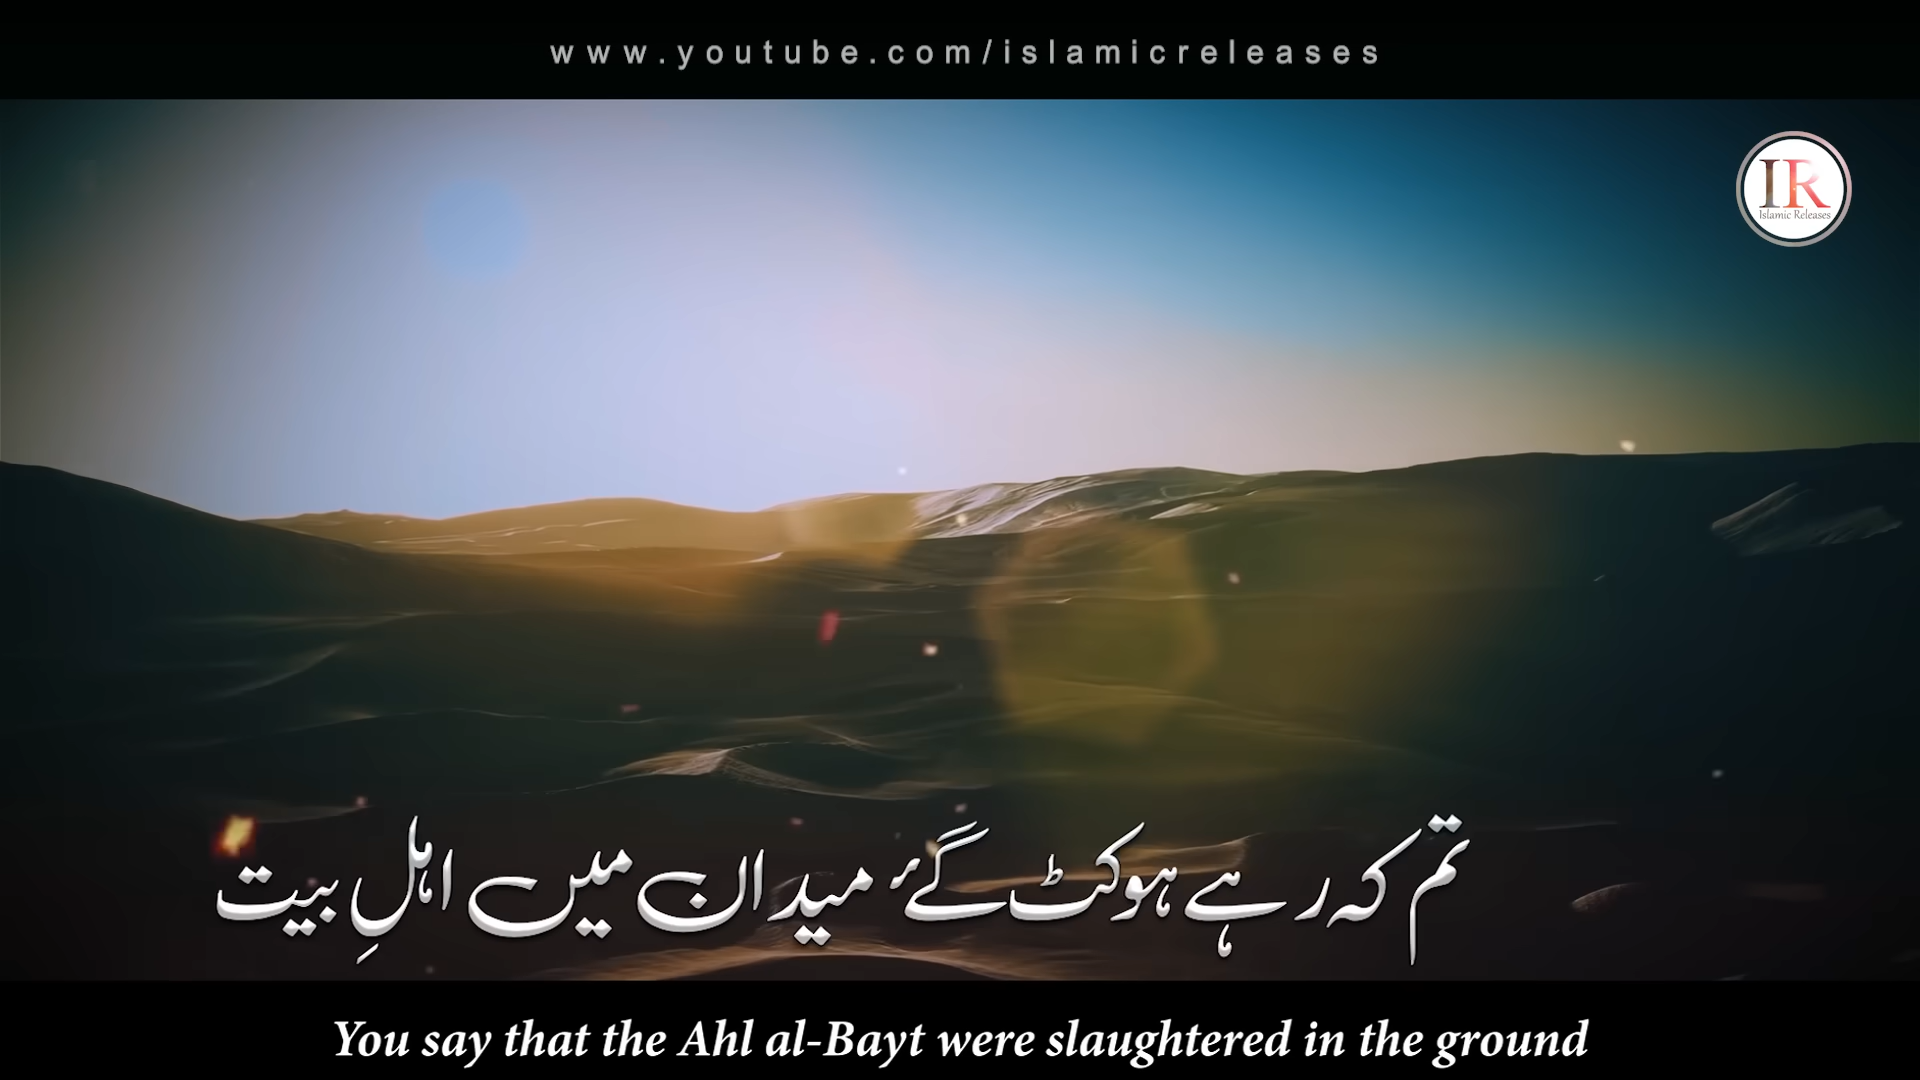 www.youtube.com/islamicreleases
IR
Islamic Releases
تم کہ رہے ہو کٹ گئے میدان میں اہلِ بیت
You say that the Ahl al-Bayt were slaughtered in the ground